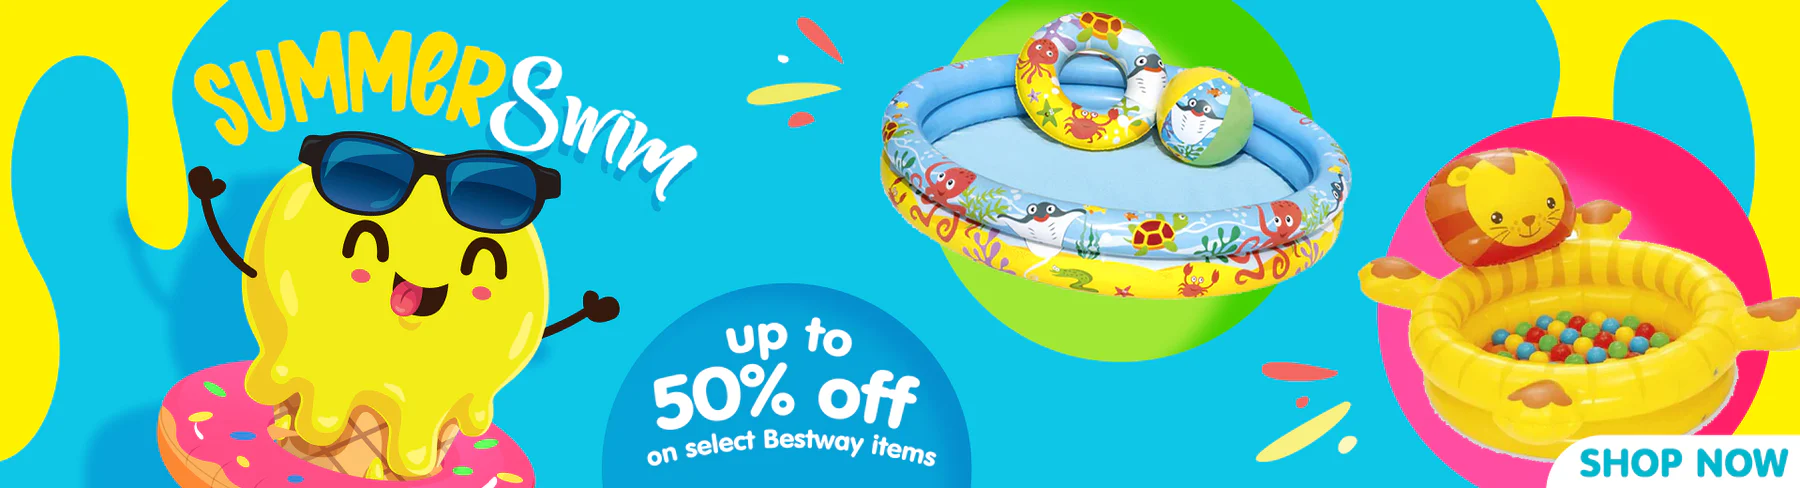 SUMMER Swim
up to
50% off
on select Bestway items
SHOP NOW